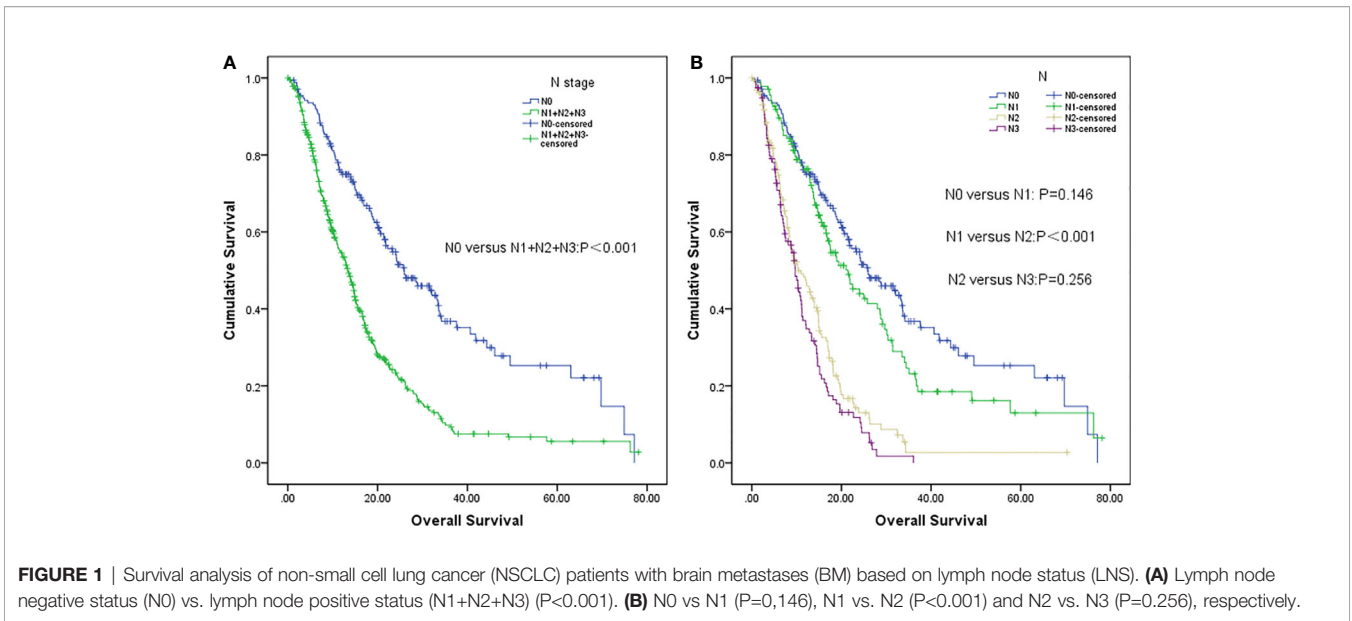 A
N stage
N0
N1+N2+N3
N0-censored
N1+N2+N3-
censored
N0 versus N1+N2+N3:P<0.001
Cumulative Survival
1.0
0.8
0.6
0.4
0.2
0.0
.00 20.00 40.00 60.00 80.00
Overall Survival
B
N
N0 N0-censored
N1 N1-censored
N2 N2-censored
N3 N3-censored
N0 versus N1: P=0.146
N1 versus N2:P<0.001
N2 versus N3:P=0.256
Cumulative Survival
1.0
0.8
0.6
0.4
0.2
0.0
.00 20.00 40.00 60.00 80.00
Overall Survival
FIGURE 1 | Survival analysis of non-small cell lung cancer (NSCLC) patients with brain metastases (BM) based on lymph node status (LNS). (A) Lymph node
negative status (N0) vs. lymph node positive status (N1+N2+N3) (P<0.001). (B) N0 vs N1 (P=0,146), N1 vs. N2 (P<0.001) and N2 vs. N3 (P=0.256), respectively.